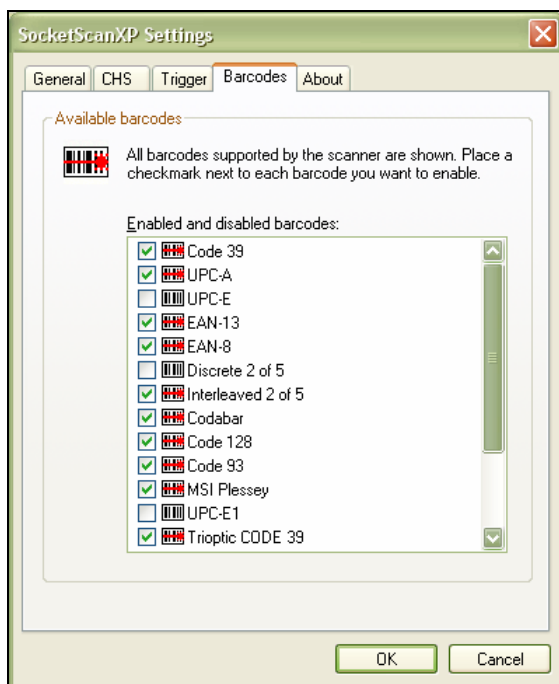 SocketScanXP Settings
General CHS Trigger Barcodes About
Available barcodes
All barcodes supported by the scanner are shown. Place a
checkmark next to each barcode you want to enable.
Enabled and disabled barcodes:
Code 39
UPC-A
UPC-E
EAN-13
EAN-8
Discrete 2 of 5
Interleaved 2 of 5
Codabar
Code 128
Code 93
MSI Plessey
UPC-E1
Trioptic CODE 39
OK Cancel